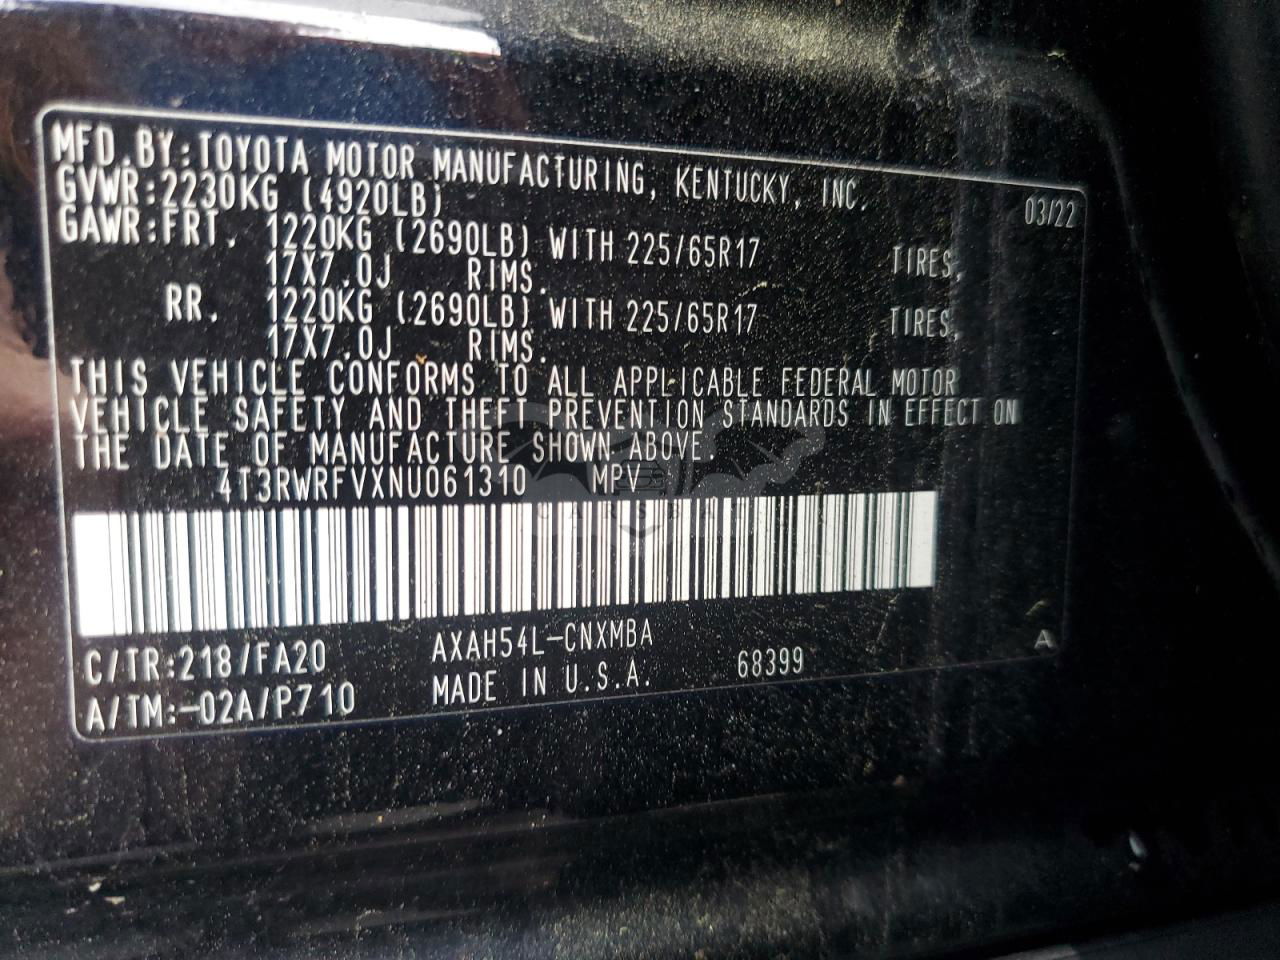 MFD.BY:TOYOTA MOTOR MANUFACTURING, KENTUCKY, INC.
03/22
GVWR:2230KG (4920LB)
GAWR:FRT. 1220KG (2690LB) WITH 225/65R17 TIRES,
17X7.0J RIMS.
RR. 1220KG (2690LB) WITH 225/65R17 TIRES,
17X7.0J RIMS.
THIS VEHICLE CONFORMS TO ALL APPLICABLE FEDERAL MOTOR
VEHICLE SAFETY AND THEFT PREVENTION STANDARDS IN EFFECT ON
THE DATE OF MANUFACTURE SHOWN ABOVE.
4T3RWRFVXNU061310 MPV
C/TR:218/FA20 AXAH54L-CNXMBA A
A/TM:-02A/P710 MADE IN U.S.A. 68399